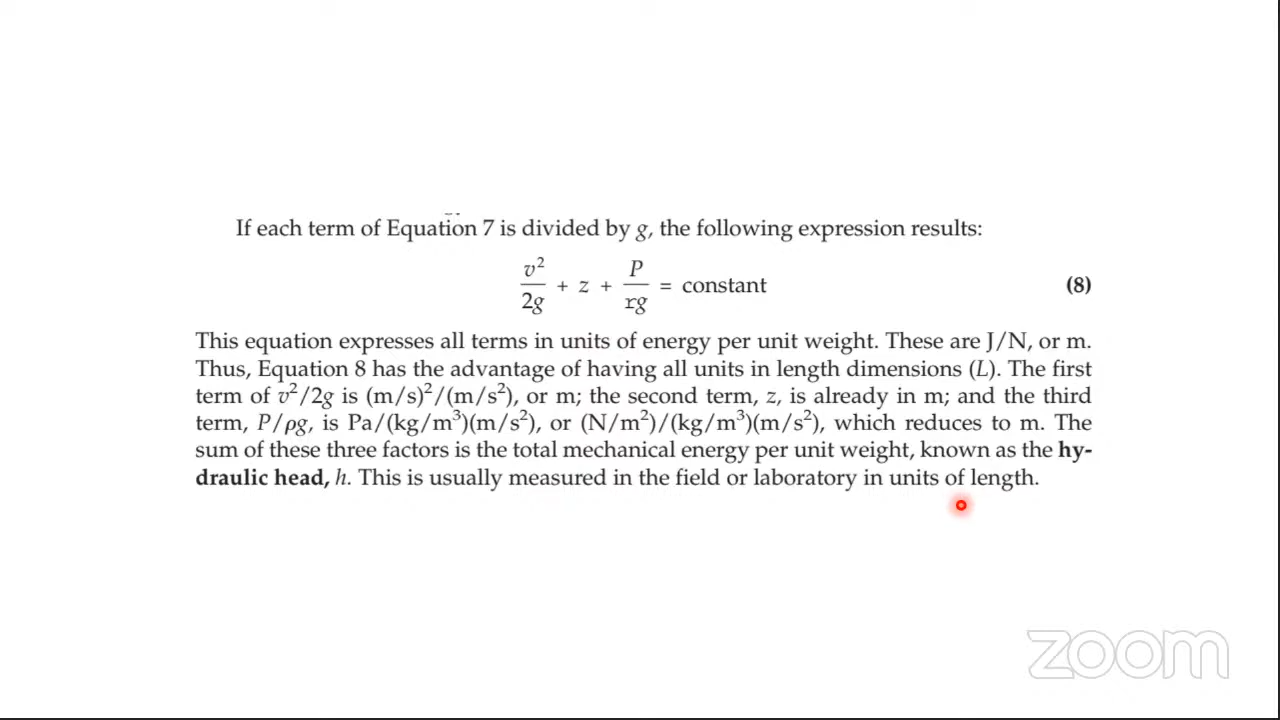 If each term of Equation 7 is divided by g, the following expression results:
v²/2g + z + P/rg = constant (8)
This equation expresses all terms in units of energy per unit weight. These are J/N, or m.
Thus, Equation 8 has the advantage of having all units in length dimensions (L). The first
term of v²/2g is (m/s)²/(m/s²), or m; the second term, z, is already in m; and the third
term, P/ρg, is Pa/(kg/m³)(m/s²), or (N/m²)/(kg/m³)(m/s²), which reduces to m. The
sum of these three factors is the total mechanical energy per unit weight, known as the hy-
draulic head, h. This is usually measured in the field or laboratory in units of length.
zoom